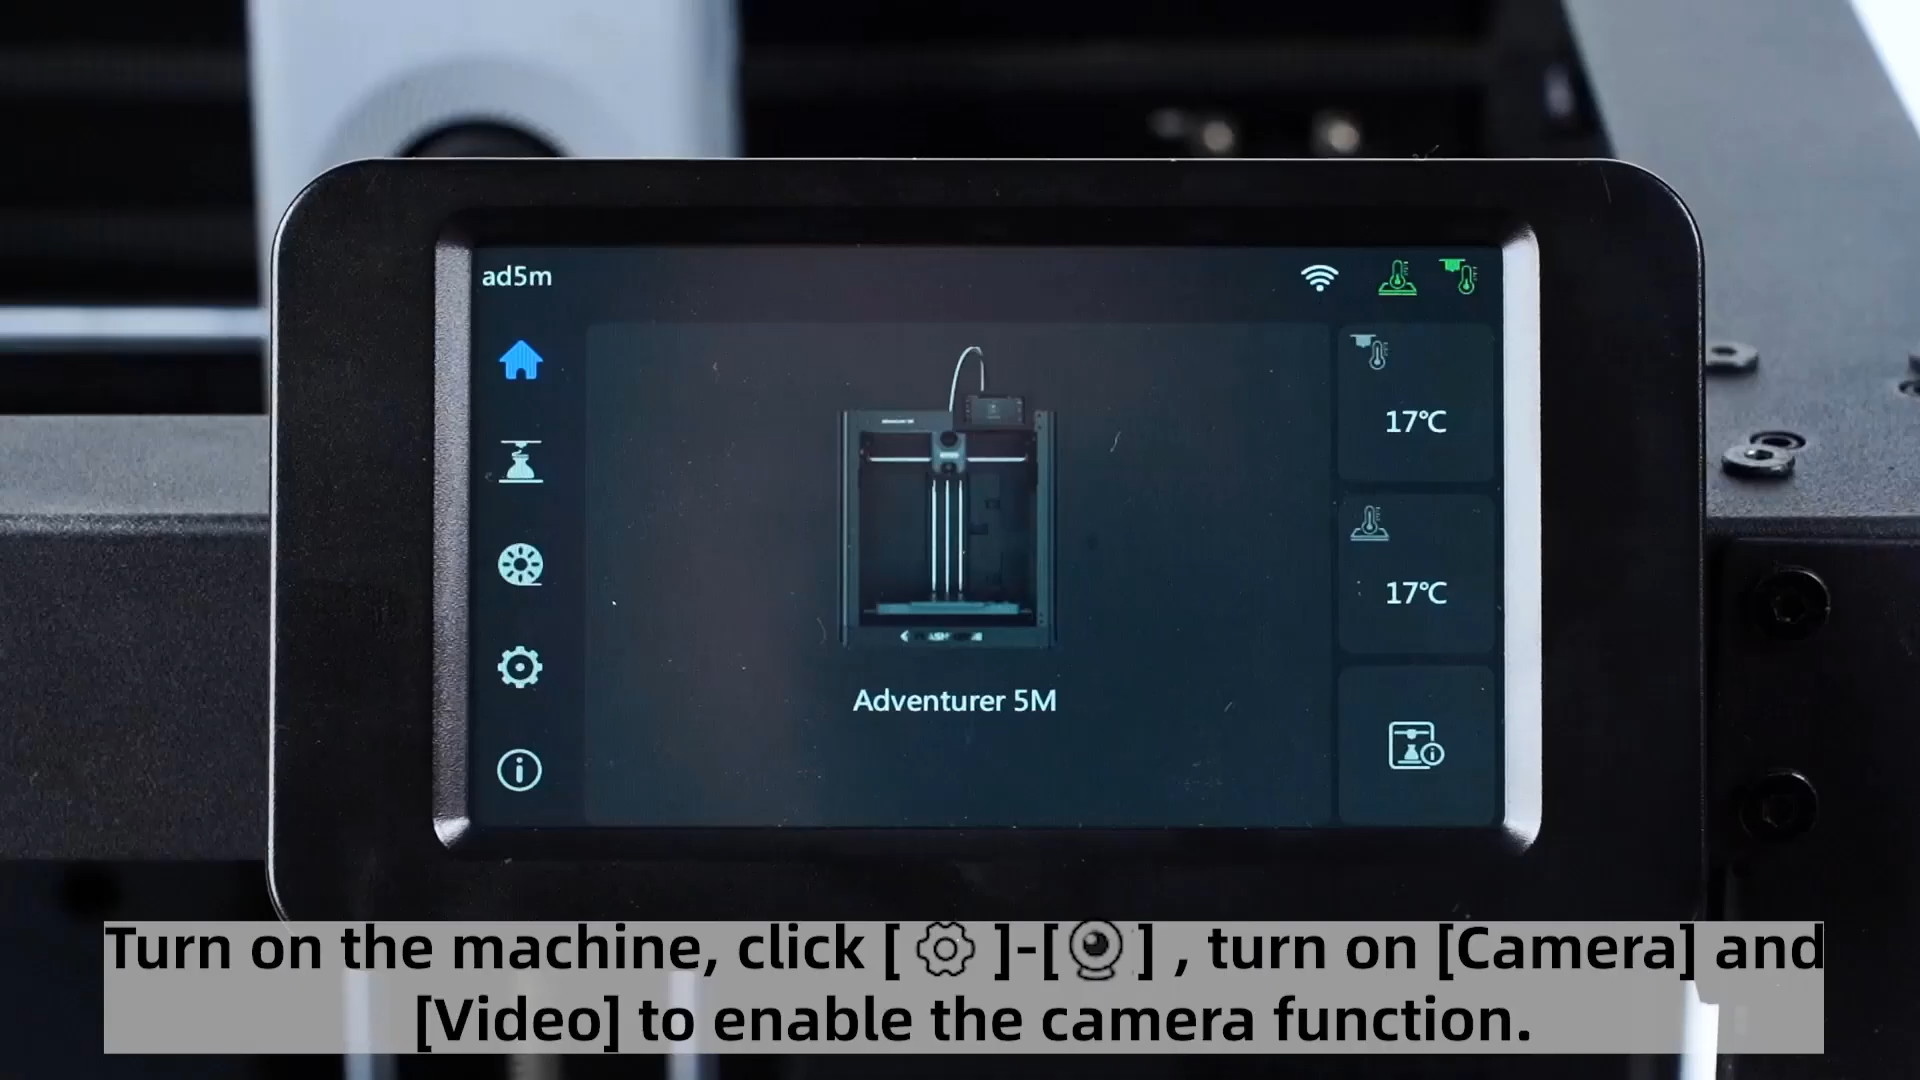 ad5m
17°C
17°C
Adventurer 5M
Turn on the machine, click [ ]-[ ] , turn on [Camera] and
[Video] to enable the camera function.